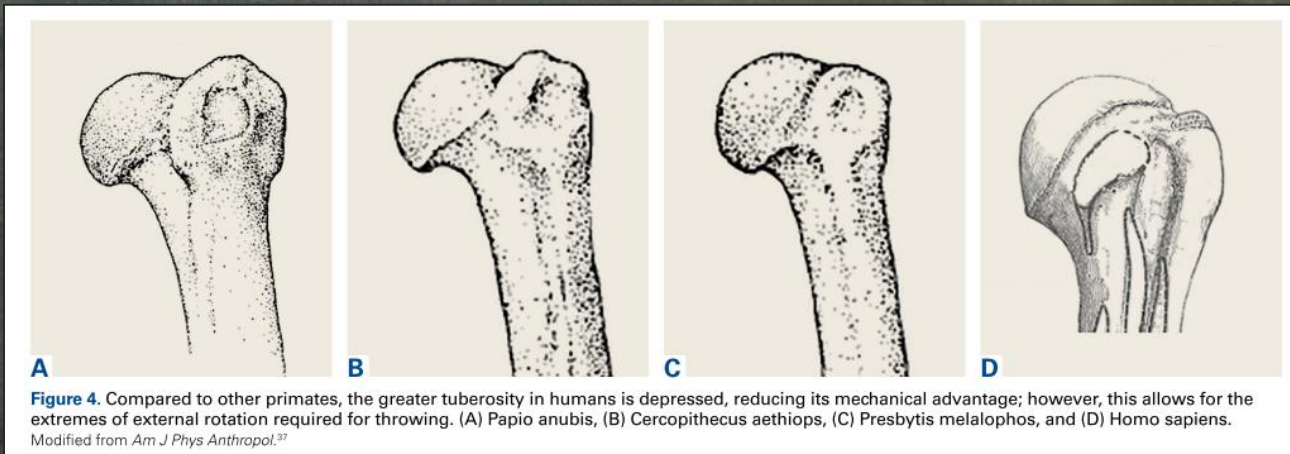 A
B
C
D
Figure 4. Compared to other primates, the greater tuberosity in humans is depressed, reducing its mechanical advantage; however, this allows for the
extremes of external rotation required for throwing. (A) Papio anubis, (B) Cercopithecus aethiops, (C) Presbytis melalophos, and (D) Homo sapiens.
Modified from Am J Phys Anthropol.³⁷